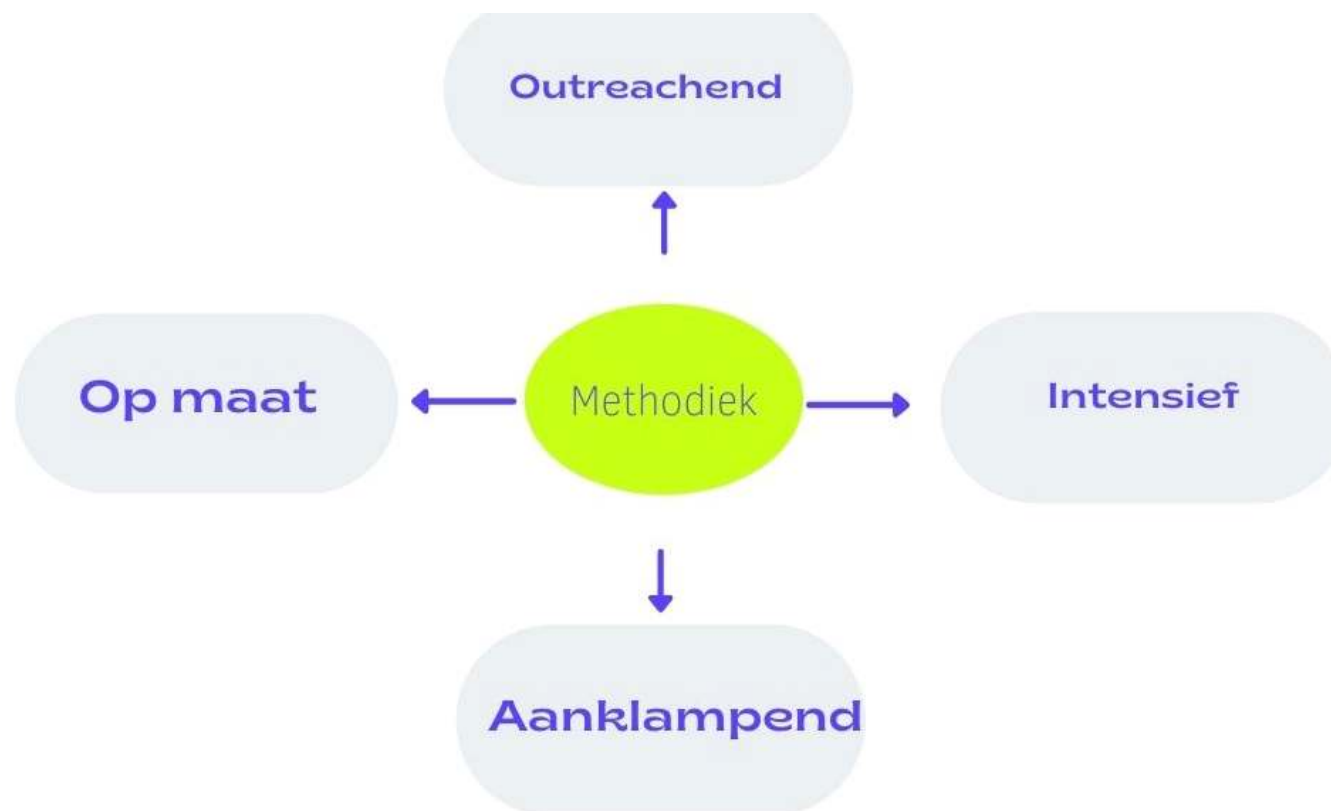 Outreachend
Op maat
Methodiek
Intensief
Aanklampend